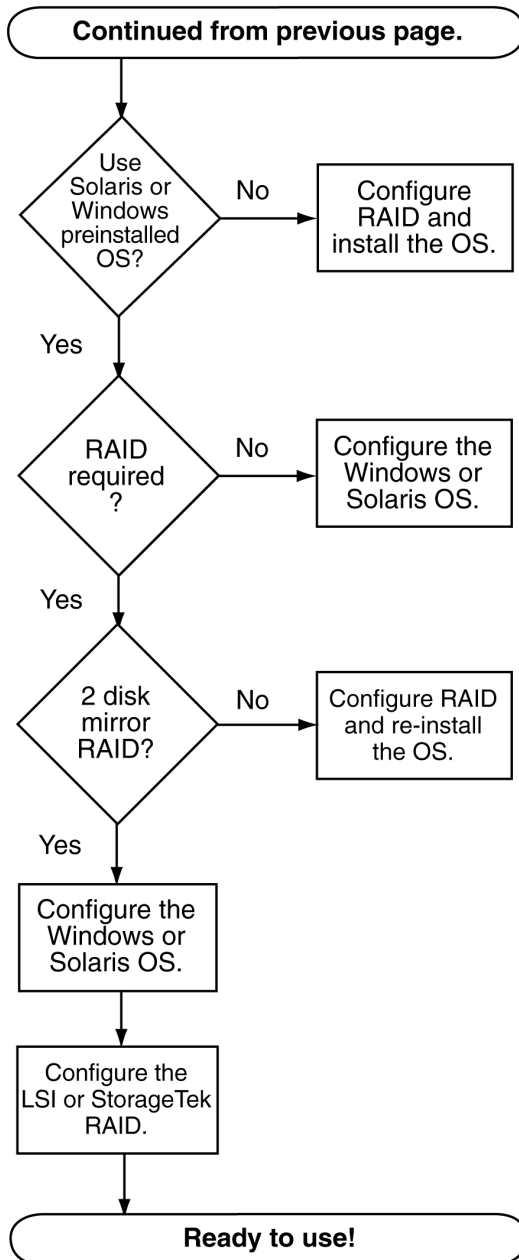 Continued from previous page.
Use
Solaris or
Windows
preinstalled
OS?
No
Configure
RAID and
install the OS.
Yes
RAID
required
?
No
Configure the
Windows or
Solaris OS.
Yes
2 disk
mirror
RAID?
No
Configure RAID
and re-install
the OS.
Yes
Configure the
Windows or
Solaris OS.
Configure the
LSI or StorageTek
RAID.
Ready to use!